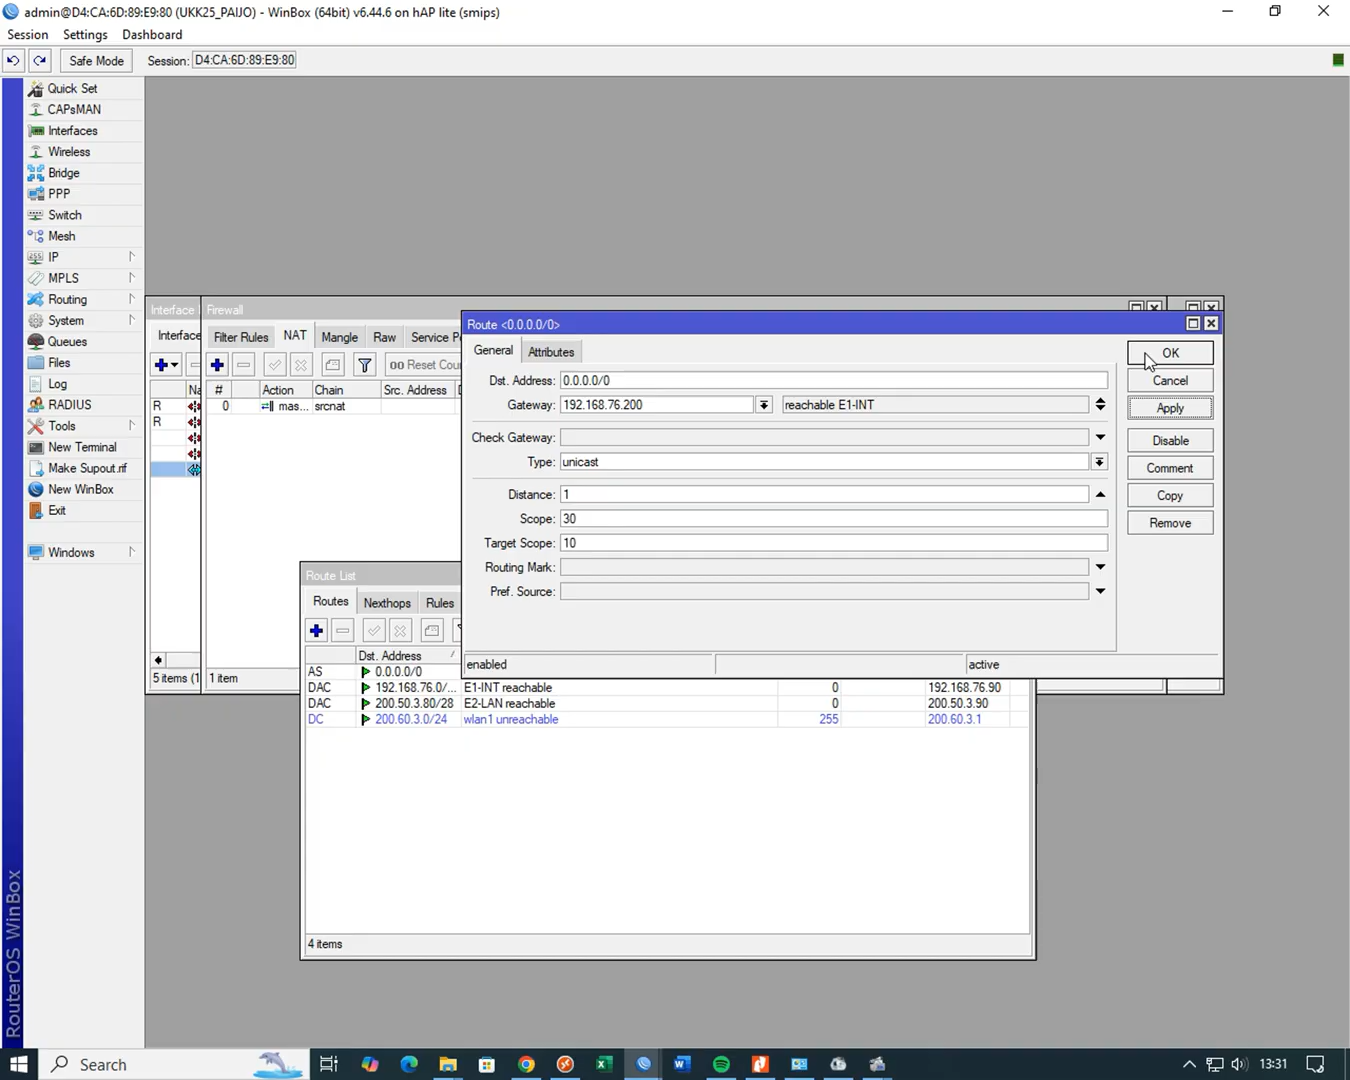 admin@D4:CA:6D:89:E9:80 (UKK25_PAIJO) - WinBox (64bit) v6.44.6 on hAP lite (smips)
Session Settings Dashboard
Safe Mode Session: D4:CA:6D:89:E9:80
Quick Set
CAPsMAN
Interfaces
Wireless
Bridge
PPP
Switch
Mesh
IP
MPLS
Routing
System
Queues
Files
Log
RADIUS
Tools
New Terminal
Make Supout.rif
New WinBox
Exit
Windows
RouterOS WinBox
Interface
Interface
R
R
5 items (1
Firewall
Filter Rules NAT Mangle Raw Service P
Reset Cou
# Action Chain Src. Address
0 mas... srcnat
1 item
Route <0.0.0.0/0>
General Attributes
Dst. Address: 0.0.0.0/0
Gateway: 192.168.76.200 reachable E1-INT
Check Gateway:
Type: unicast
Distance: 1
Scope: 30
Target Scope: 10
Routing Mark:
Pref. Source:
enabled active
OK
Cancel
Apply
Disable
Comment
Copy
Remove
Route List
Routes Nexthops Rules
Dst. Address
AS 0.0.0.0/0
DAC 192.168.76.0/... E1-INT reachable 0 192.168.76.90
DAC 200.50.3.80/28 E2-LAN reachable 0 200.50.3.90
DC 200.60.3.0/24 wlan1 unreachable 255 200.60.3.1
4 items
Search
13:31